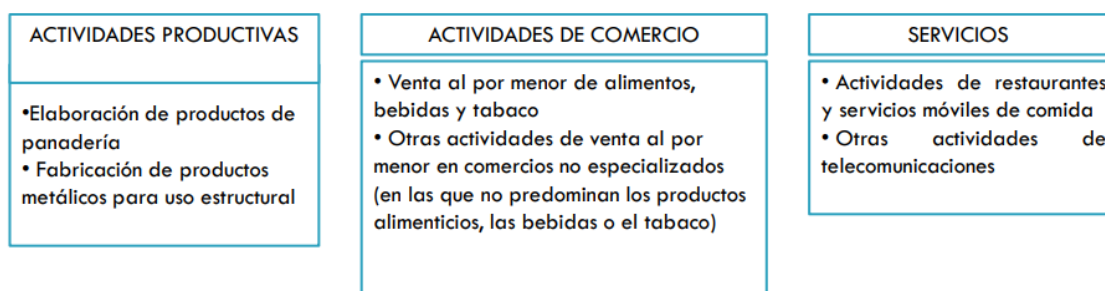 ACTIVIDADES PRODUCTIVAS
•Elaboración de productos de
panadería
• Fabricación de productos
metálicos para uso estructural
ACTIVIDADES DE COMERCIO
• Venta al por menor de alimentos,
bebidas y tabaco
• Otras actividades de venta al por
menor en comercios no especializados
(en las que no predominan los productos
alimenticios, las bebidas o el tabaco)
SERVICIOS
• Actividades de restaurantes
y servicios móviles de comida
• Otras actividades de
telecomunicaciones